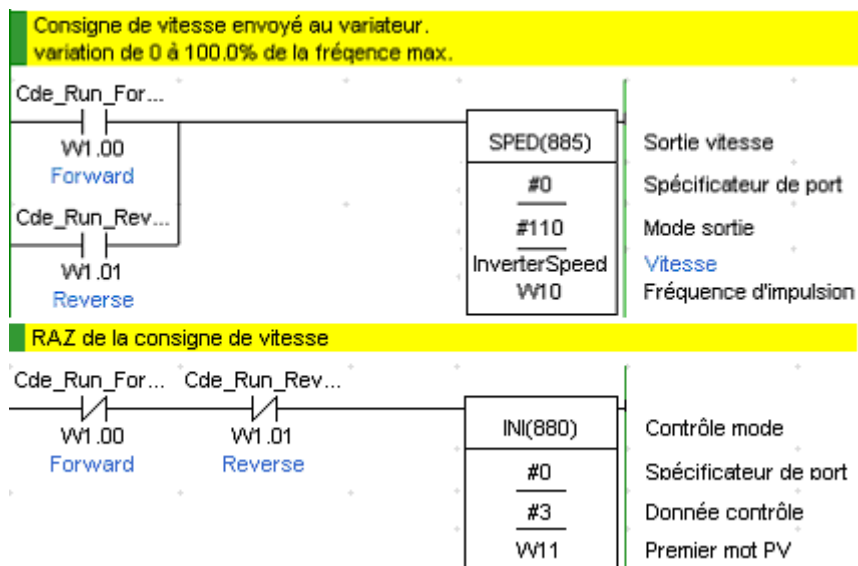 Consigne de vitesse envoyé au variateur.
variation de 0 à 100.0% de la fréqence max.
Cde_Run_For...
W1.00
Forward
SPED(885)
Sortie vitesse
#0
Spécificateur de port
Cde_Run_Rev...
W1.01
Reverse
#110
Mode sortie
InverterSpeed
Vitesse
W10
Fréquence d'impulsion
RAZ de la consigne de vitesse
Cde_Run_For... Cde_Run_Rev...
W1.00 W1.01
Forward Reverse
INI(880)
Contrôle mode
#0
Spécificateur de port
#3
Donnée contrôle
W11
Premier mot PV